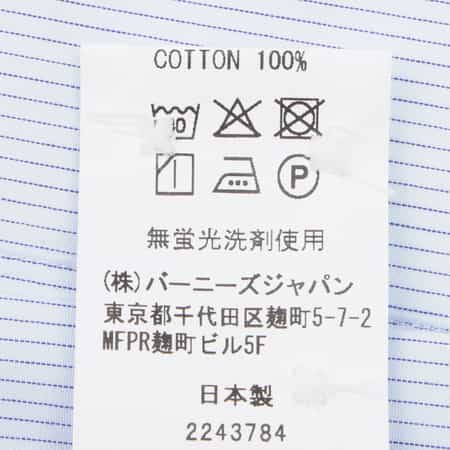 COTTON 100%
P
無蛍光洗剤使用
(株)バーニーズジャパン
東京都千代田区麹町5-7-2
MFPR麹町ビル5F
日本製
2243784